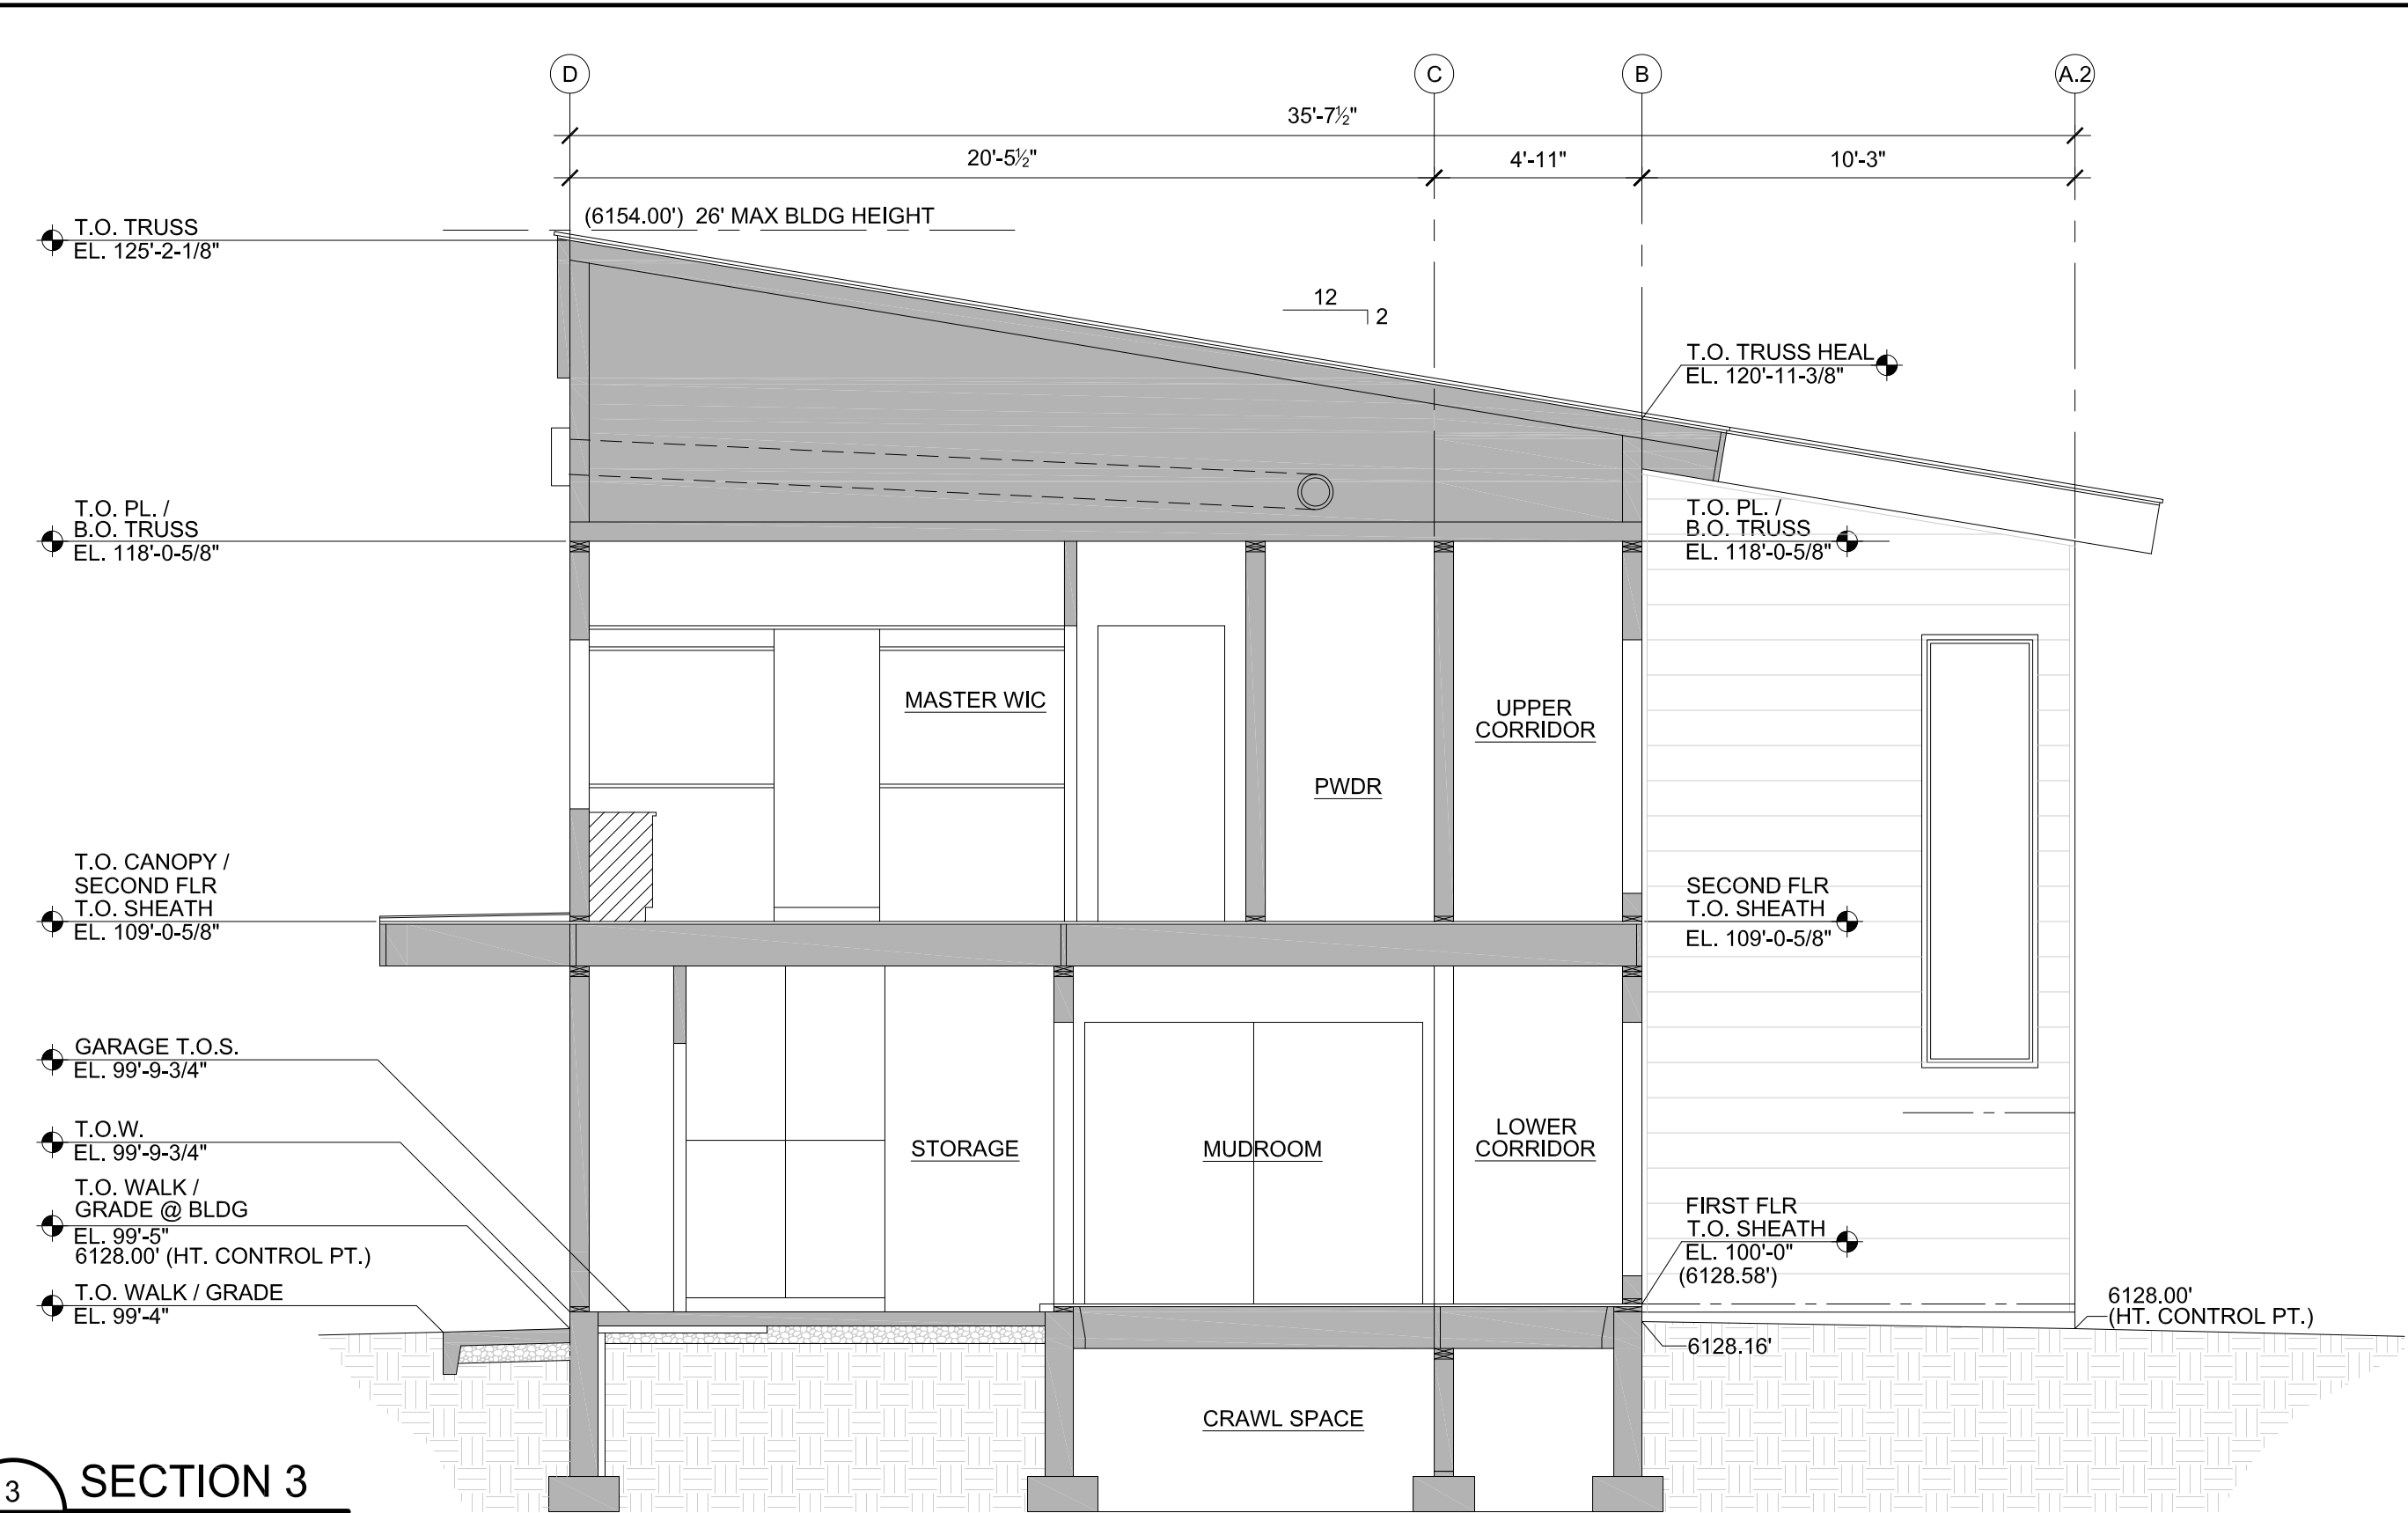 D
C
B
A.2
35'-7½"
20'-5½"
4'-11"
10'-3"
(6154.00') 26' MAX BLDG HEIGHT
T.O. TRUSS
EL. 125'-2-1/8"
12
2
T.O. TRUSS HEAL
EL. 120'-11-3/8"
T.O. PL. /
B.O. TRUSS
EL. 118'-0-5/8"
T.O. PL. /
B.O. TRUSS
EL. 118'-0-5/8"
MASTER WIC
UPPER
CORRIDOR
PWDR
T.O. CANOPY /
SECOND FLR
T.O. SHEATH
EL. 109'-0-5/8"
SECOND FLR
T.O. SHEATH
EL. 109'-0-5/8"
GARAGE T.O.S.
EL. 99'-9-3/4"
T.O.W.
EL. 99'-9-3/4"
STORAGE
MUDROOM
LOWER
CORRIDOR
T.O. WALK /
GRADE @ BLDG
EL. 99'-5"
6128.00' (HT. CONTROL PT.)
FIRST FLR
T.O. SHEATH
EL. 100'-0"
(6128.58')
T.O. WALK / GRADE
EL. 99'-4"
6128.00'
(HT. CONTROL PT.)
6128.16'
CRAWL SPACE
3
SECTION 3